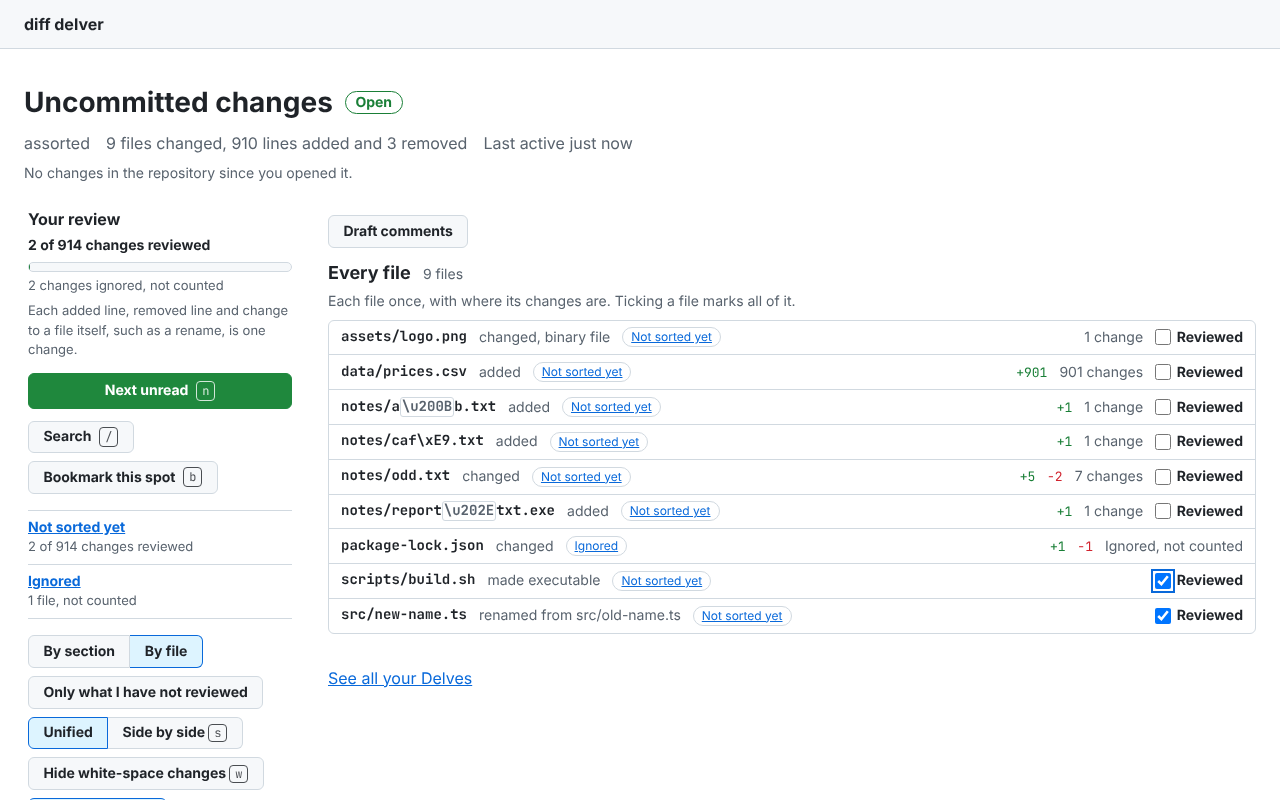 diff delver
Uncommitted changes Open
assorted 9 files changed, 910 lines added and 3 removed Last active just now
No changes in the repository since you opened it.
Your review
2 of 914 changes reviewed
2 changes ignored, not counted
Each added line, removed line and change
to a file itself, such as a rename, is one
change.
Next unread n
Search /
Bookmark this spot b
Not sorted yet
2 of 914 changes reviewed
Ignored
1 file, not counted
By section By file
Only what I have not reviewed
Unified Side by side s
Hide white-space changes w
Draft comments
Every file 9 files
Each file once, with where its changes are. Ticking a file marks all of it.
assets/logo.png changed, binary file Not sorted yet 1 change Reviewed
data/prices.csv added Not sorted yet +901 901 changes Reviewed
notes/a\u200Bb.txt added Not sorted yet +1 1 change Reviewed
notes/caf\xE9.txt added Not sorted yet +1 1 change Reviewed
notes/odd.txt changed Not sorted yet +5 -2 7 changes Reviewed
notes/report\u202Etxt.exe added Not sorted yet +1 1 change Reviewed
package-lock.json changed Ignored +1 -1 Ignored, not counted
scripts/build.sh made executable Not sorted yet Reviewed
src/new-name.ts renamed from src/old-name.ts Not sorted yet Reviewed
See all your Delves